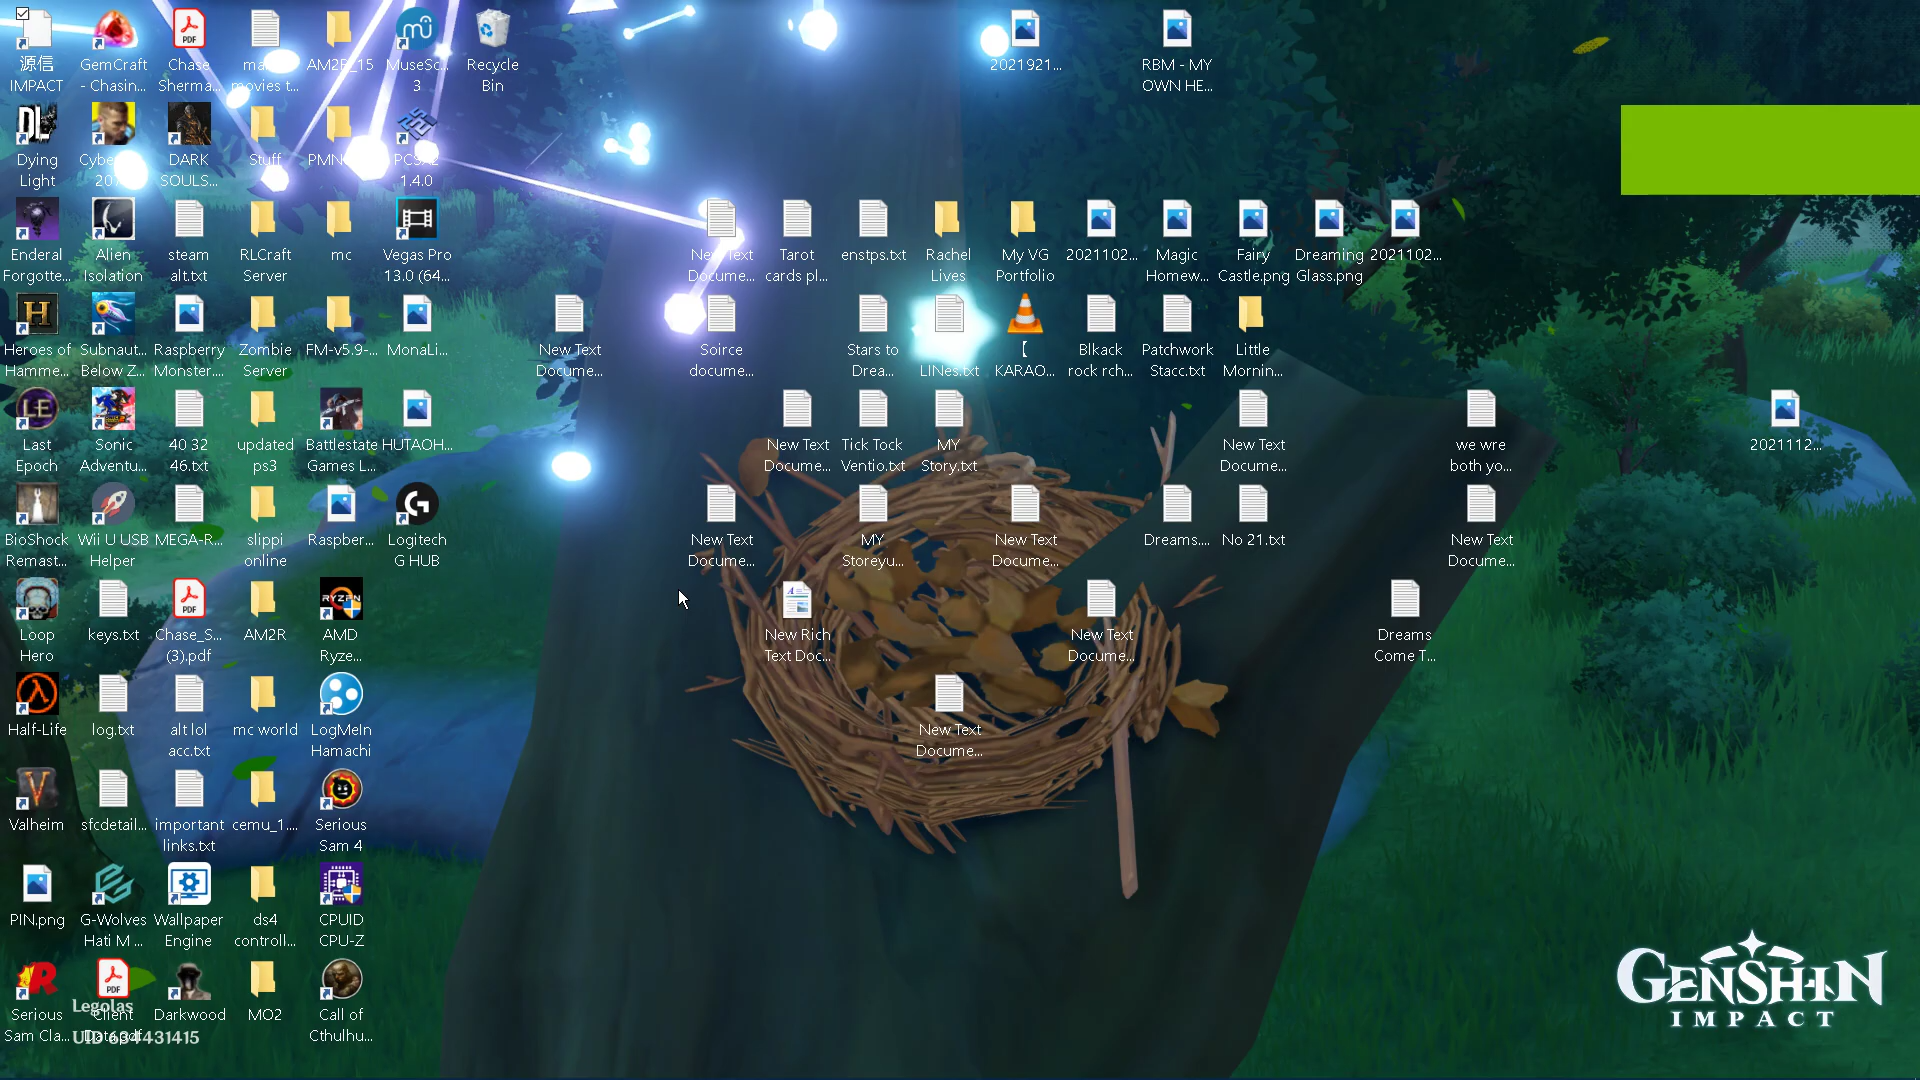 源信
IMPACT
GemCraft
- Chasin...
Chase
Sherma...
movies t...
AM2R_15
MuseSc...
3
Recycle
Bin
2021921...
RBM - MY
OWN HE...
Dying
Light
DARK
SOULS...
Stuff
1.4.0
Enderal
Forgotte...
Alien
Isolation
steam
alt.txt
RLCraft
Server
mc
Vegas Pro
13.0 (64...
New Text
Docume...
Tarot
cards pl...
enstps.txt
Rachel
Lives
My VG
Portfolio
2021102...
Magic
Homew...
Fairy
Castle.png
Dreaming
Glass.png
2021102...
Heroes of
Hamme...
Subnaut...
Below Z...
Raspberry
Monster....
Zombie
Server
FM-v5.9-...
MonaLi...
New Text
Docume...
Soirce
docume...
Stars to
Drea...
LINes.txt
【
KARAO...
Blkack
rock rch...
Patchwork
Stacc.txt
Little
Mornin...
Last
Epoch
Sonic
Adventu...
40 32
46.txt
updated
ps3
Battlestate
Games L...
HUTAOH...
New Text
Docume...
Tick Tock
Ventio.txt
MY
Story.txt
New Text
Docume...
we wre
both yo...
2021112...
BioShock
Remast...
Wii U USB
Helper
MEGA-R...
slippi
online
Raspber...
Logitech
G HUB
New Text
Docume...
MY
Storeyu...
New Text
Docume...
Dreams....
No 21.txt
New Text
Docume...
Loop
Hero
keys.txt
Chase_S...
(3).pdf
AM2R
AMD
Ryze...
New Rich
Text Doc...
New Text
Docume...
Dreams
Come T...
Half-Life
log.txt
alt lol
acc.txt
mc world
LogMeIn
Hamachi
New Text
Docume...
Valheim
sfcdetail...
important
links.txt
cemu_1....
Serious
Sam 4
PIN.png
G-Wolves
Hati M ...
Wallpaper
Engine
ds4
controll...
CPUID
CPU-Z
Serious
Sam Cla...
Client
Data.pdf
Darkwood
MO2
Call of
Cthulhu...
Legolas
UID 634431415
GENSHIN
IMPACT